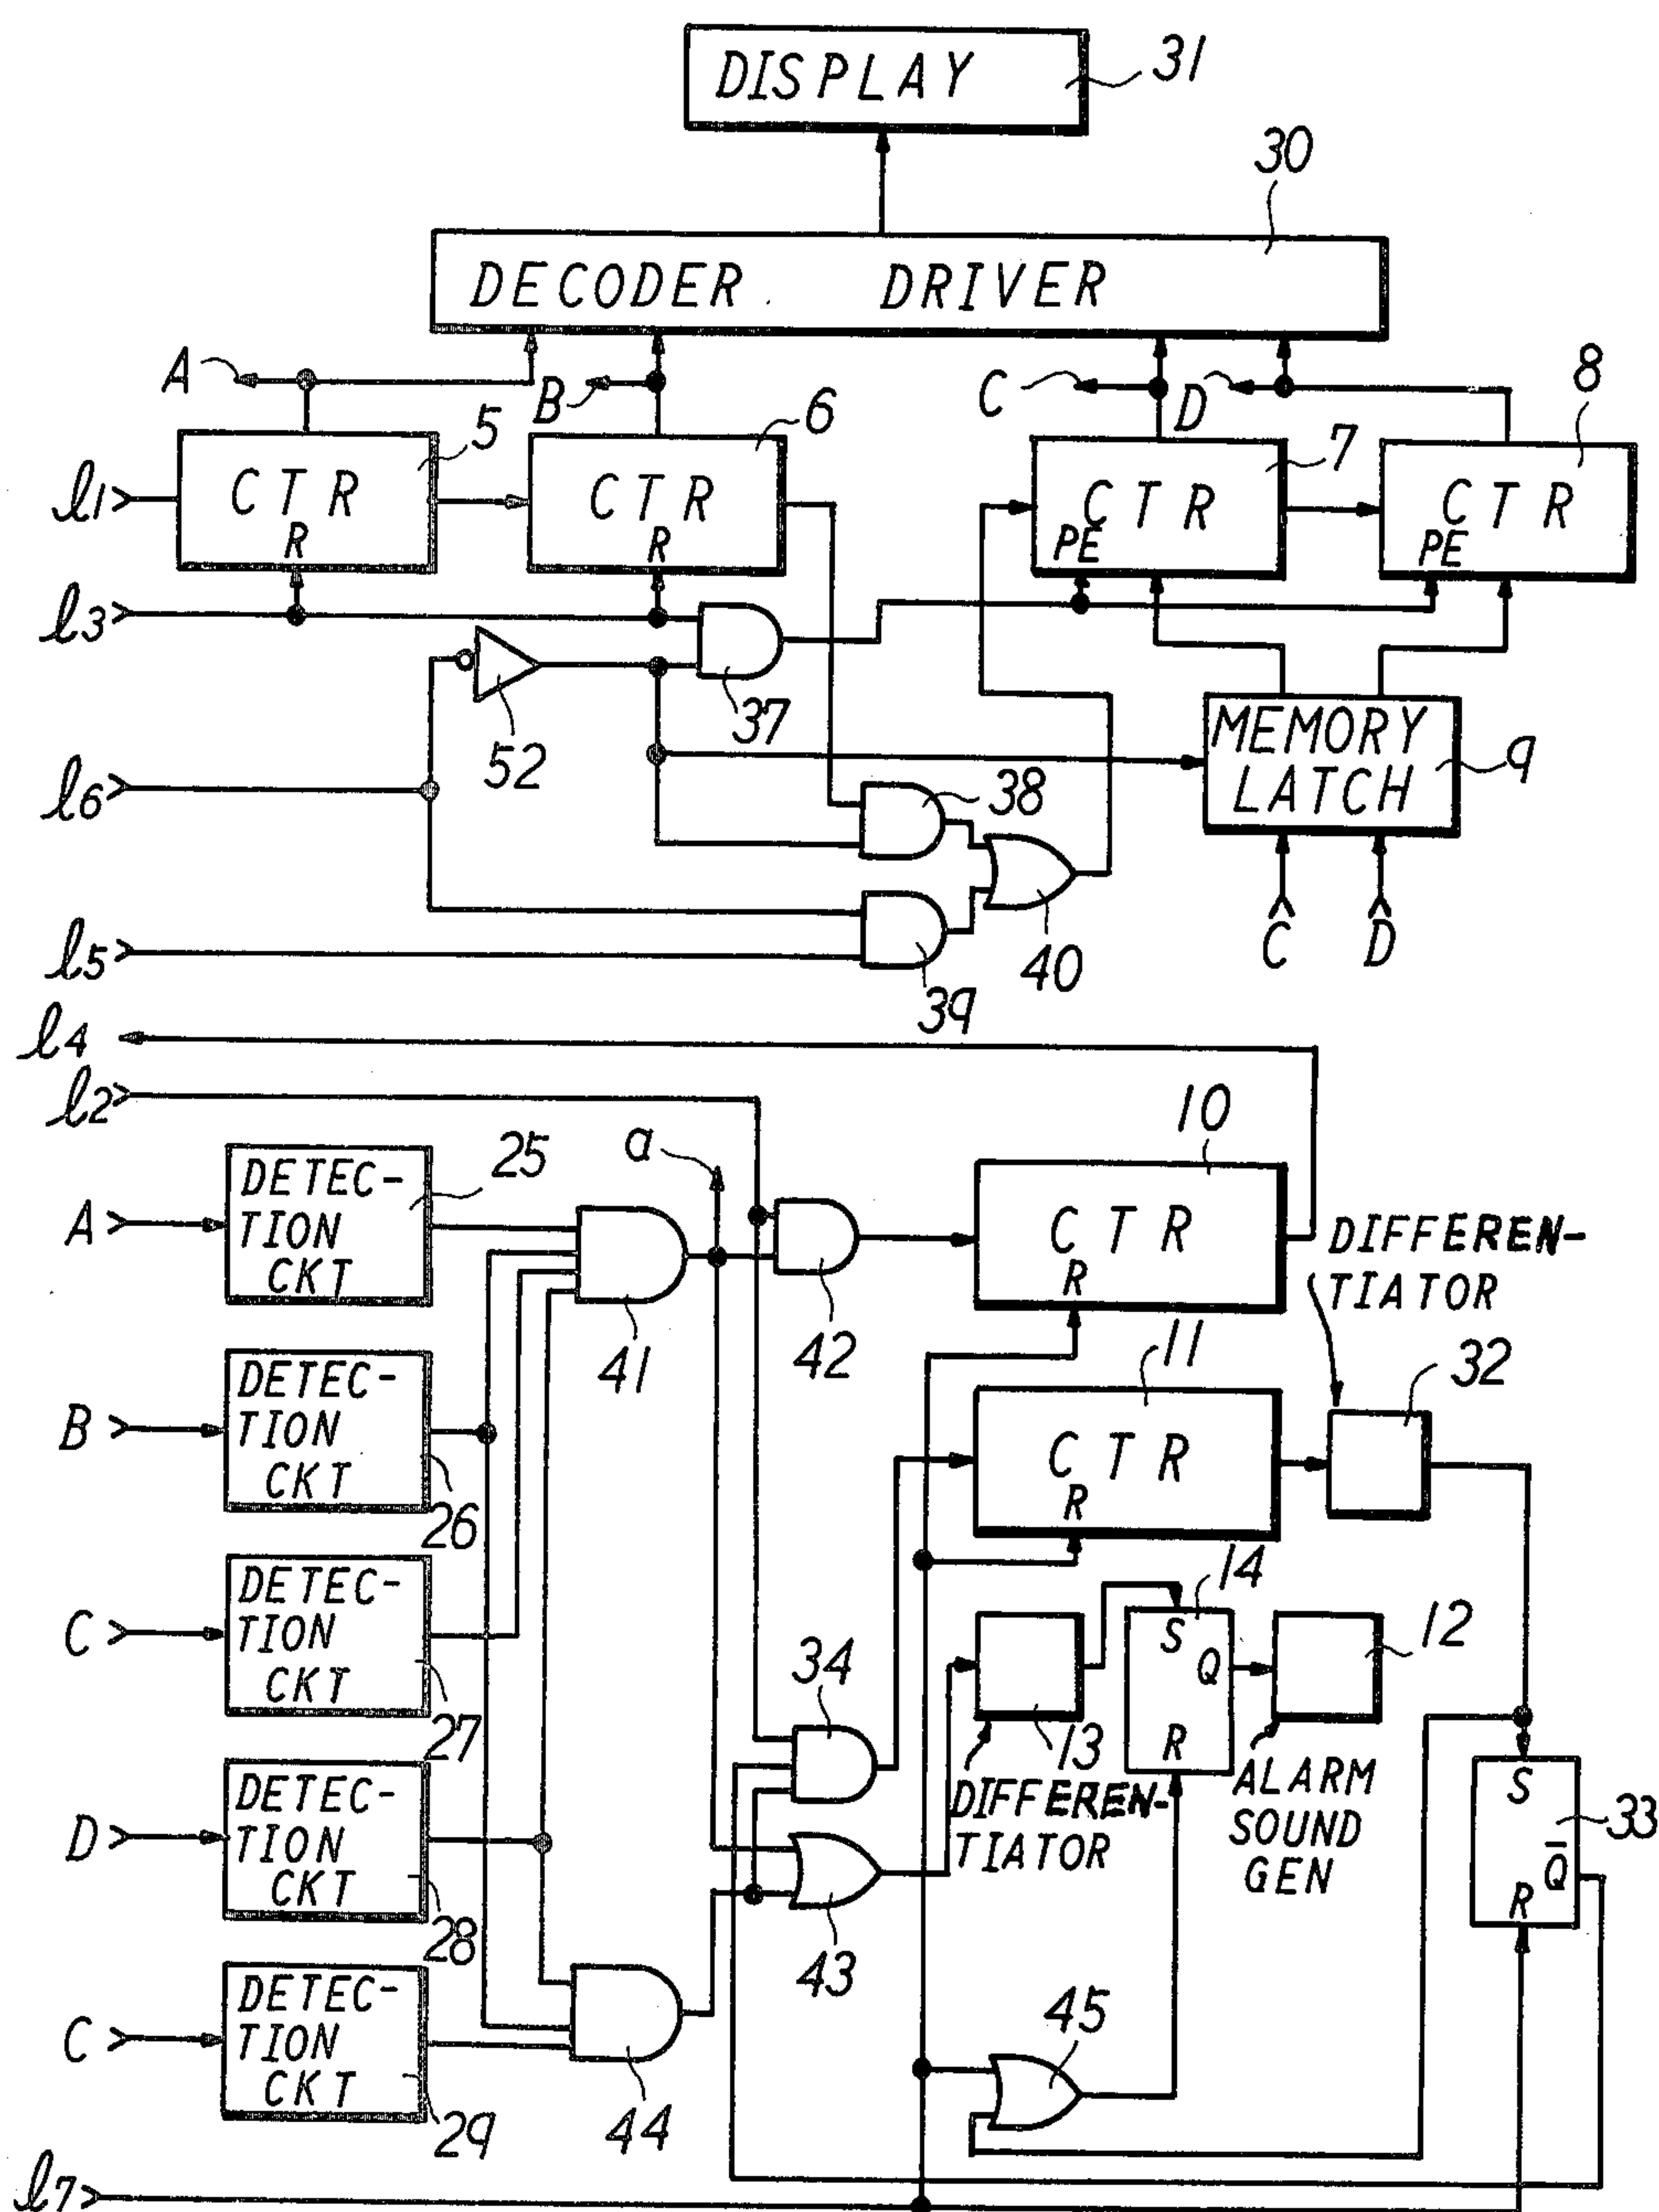 DISPLAY
31
30
DECODER DRIVER
A
B
C
D
8
5
6
7
ℓ1
CTR
R
CTR
R
CTR
PE
CTR
PE
ℓ3
37
52
MEMORY
LATCH
9
ℓ6
38
C
D
ℓ5
40
39
ℓ4
ℓ2
10
25
a
A
DETEC-
TION
CKT
CTR
R
DIFFEREN-
TIATOR
41
42
11
32
B
DETEC-
TION
CKT
26
CTR
R
14
C
DETEC-
TION
CKT
27
34
13
S
Q
R
12
D
DETEC-
TION
CKT
28
DIFFEREN-
TIATOR
ALARM
SOUND
GEN
S
Q̅
R
33
43
C
DETEC-
TION
CKT
29
44
45
ℓ7